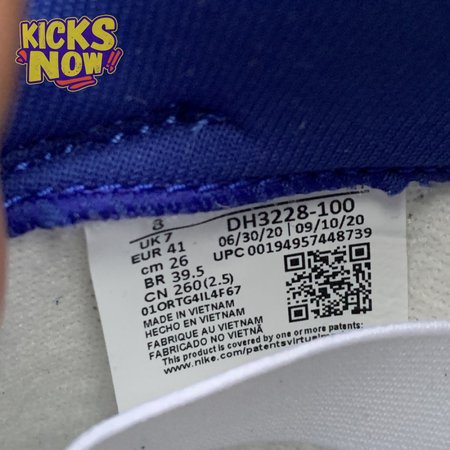 KICKS
NOW!
8
UK 7
EUR 41
cm 26
BR 39.5
CN 260 (2.5)
01ORTG4IL4F67
MADE IN VIETNAM
HECHO EN VIETNAM
FABRIQUE AU VIETNAM
FABRICADO NO VIETNÃ
This product is covered by one or more patents:
www.nike.com/patentsvirtual
DH3228-100
06/30/20 | 09/10/20
UPC 00194957448739